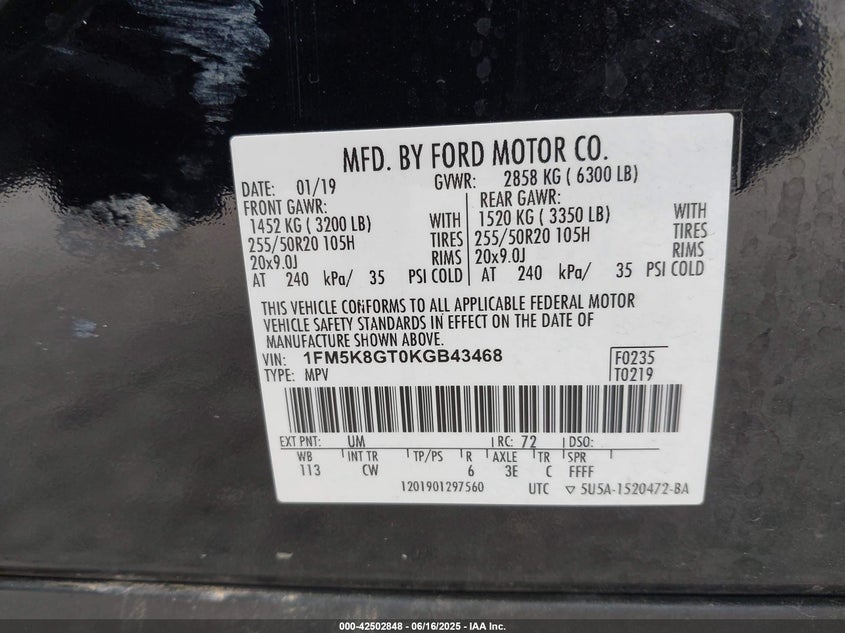 MFD. BY FORD MOTOR CO.
DATE: 01/19 GVWR: 2858 KG ( 6300 LB)
FRONT GAWR: REAR GAWR:
1452 KG ( 3200 LB) WITH 1520 KG ( 3350 LB) WITH
255/50R20 105H TIRES 255/50R20 105H TIRES
20x9.0J RIMS 20x9.0J RIMS
AT 240 kPa/ 35 PSI COLD AT 240 kPa/ 35 PSI COLD
THIS VEHICLE CONFORMS TO ALL APPLICABLE FEDERAL MOTOR
VEHICLE SAFETY STANDARDS IN EFFECT ON THE DATE OF
MANUFACTURE SHOWN ABOVE.
VIN: 1FM5K8GT0KGB43468 F0235
TYPE: MPV T0219
EXT PNT: UM RC: 72 DSO:
WB INT TR TP/PS R AXLE TR SPR
113 CW 6 3E C FFFF
1201901297560 UTC ▽ 5U5A-1520472-BA
000-42502848 - 06/16/2025 - IAA Inc.